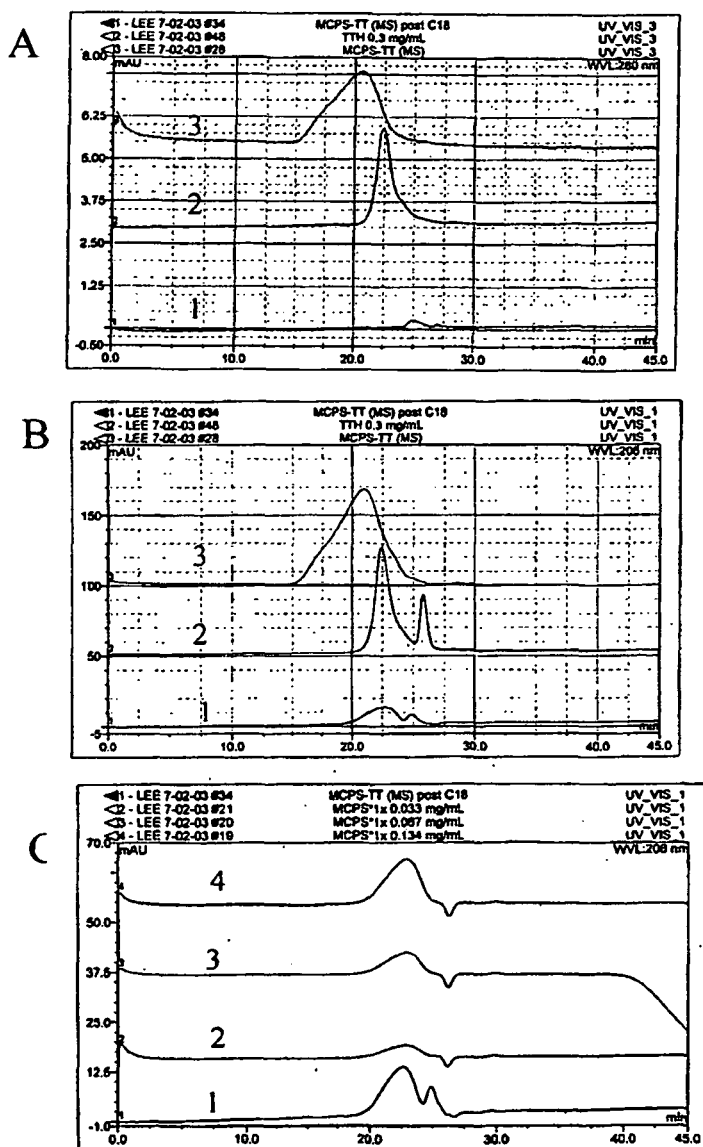 A
1 - LEE 7-02-03 #34 MCPS-TT (MS) post C18 UV_VIS_3
2 - LEE 7-02-03 #48 TTH 0.3 mg/mL UV_VIS_3
3 - LEE 7-02-03 #28 MCPS-TT (MS) UV_VIS_3
8.00
mAU
WVL:280 nm
6.25
3
5.00
3.75
2
2.50
1.25
1
-0.50
min
0.0 10.0 20.0 30.0 45.0
B
1 - LEE 7-02-03 #34 MCPS-TT (MS) post C18 UV_VIS_1
2 - LEE 7-02-03 #48 TTH 0.3 mg/mL UV_VIS_1
3 - LEE 7-02-03 #28 MCPS-TT (MS) UV_VIS_1
200
mAU
WVL:206 nm
150
3
100
2
50
1
-5
min
0.0 10.0 20.0 30.0 45.0
C
1 - LEE 7-02-03 #34 MCPS-TT (MS) post C18 UV_VIS_1
2 - LEE 7-02-03 #21 MCPS*1x 0.033 mg/mL UV_VIS_1
3 - LEE 7-02-03 #20 MCPS*1x 0.067 mg/mL UV_VIS_1
4 - LEE 7-02-03 #19 MCPS*1x 0.134 mg/mL UV_VIS_1
70.0
mAU
WVL:206 nm
4
50.0
3
37.5
25.0
2
12.5
1
-1.0
min
0.0 10.0 20.0 30.0 45.0